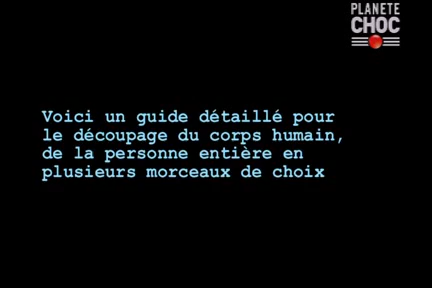 PLANETE
CHOC
Voici un guide détaillé pour
le découpage du corps humain,
de la personne entière en
plusieurs morceaux de choix